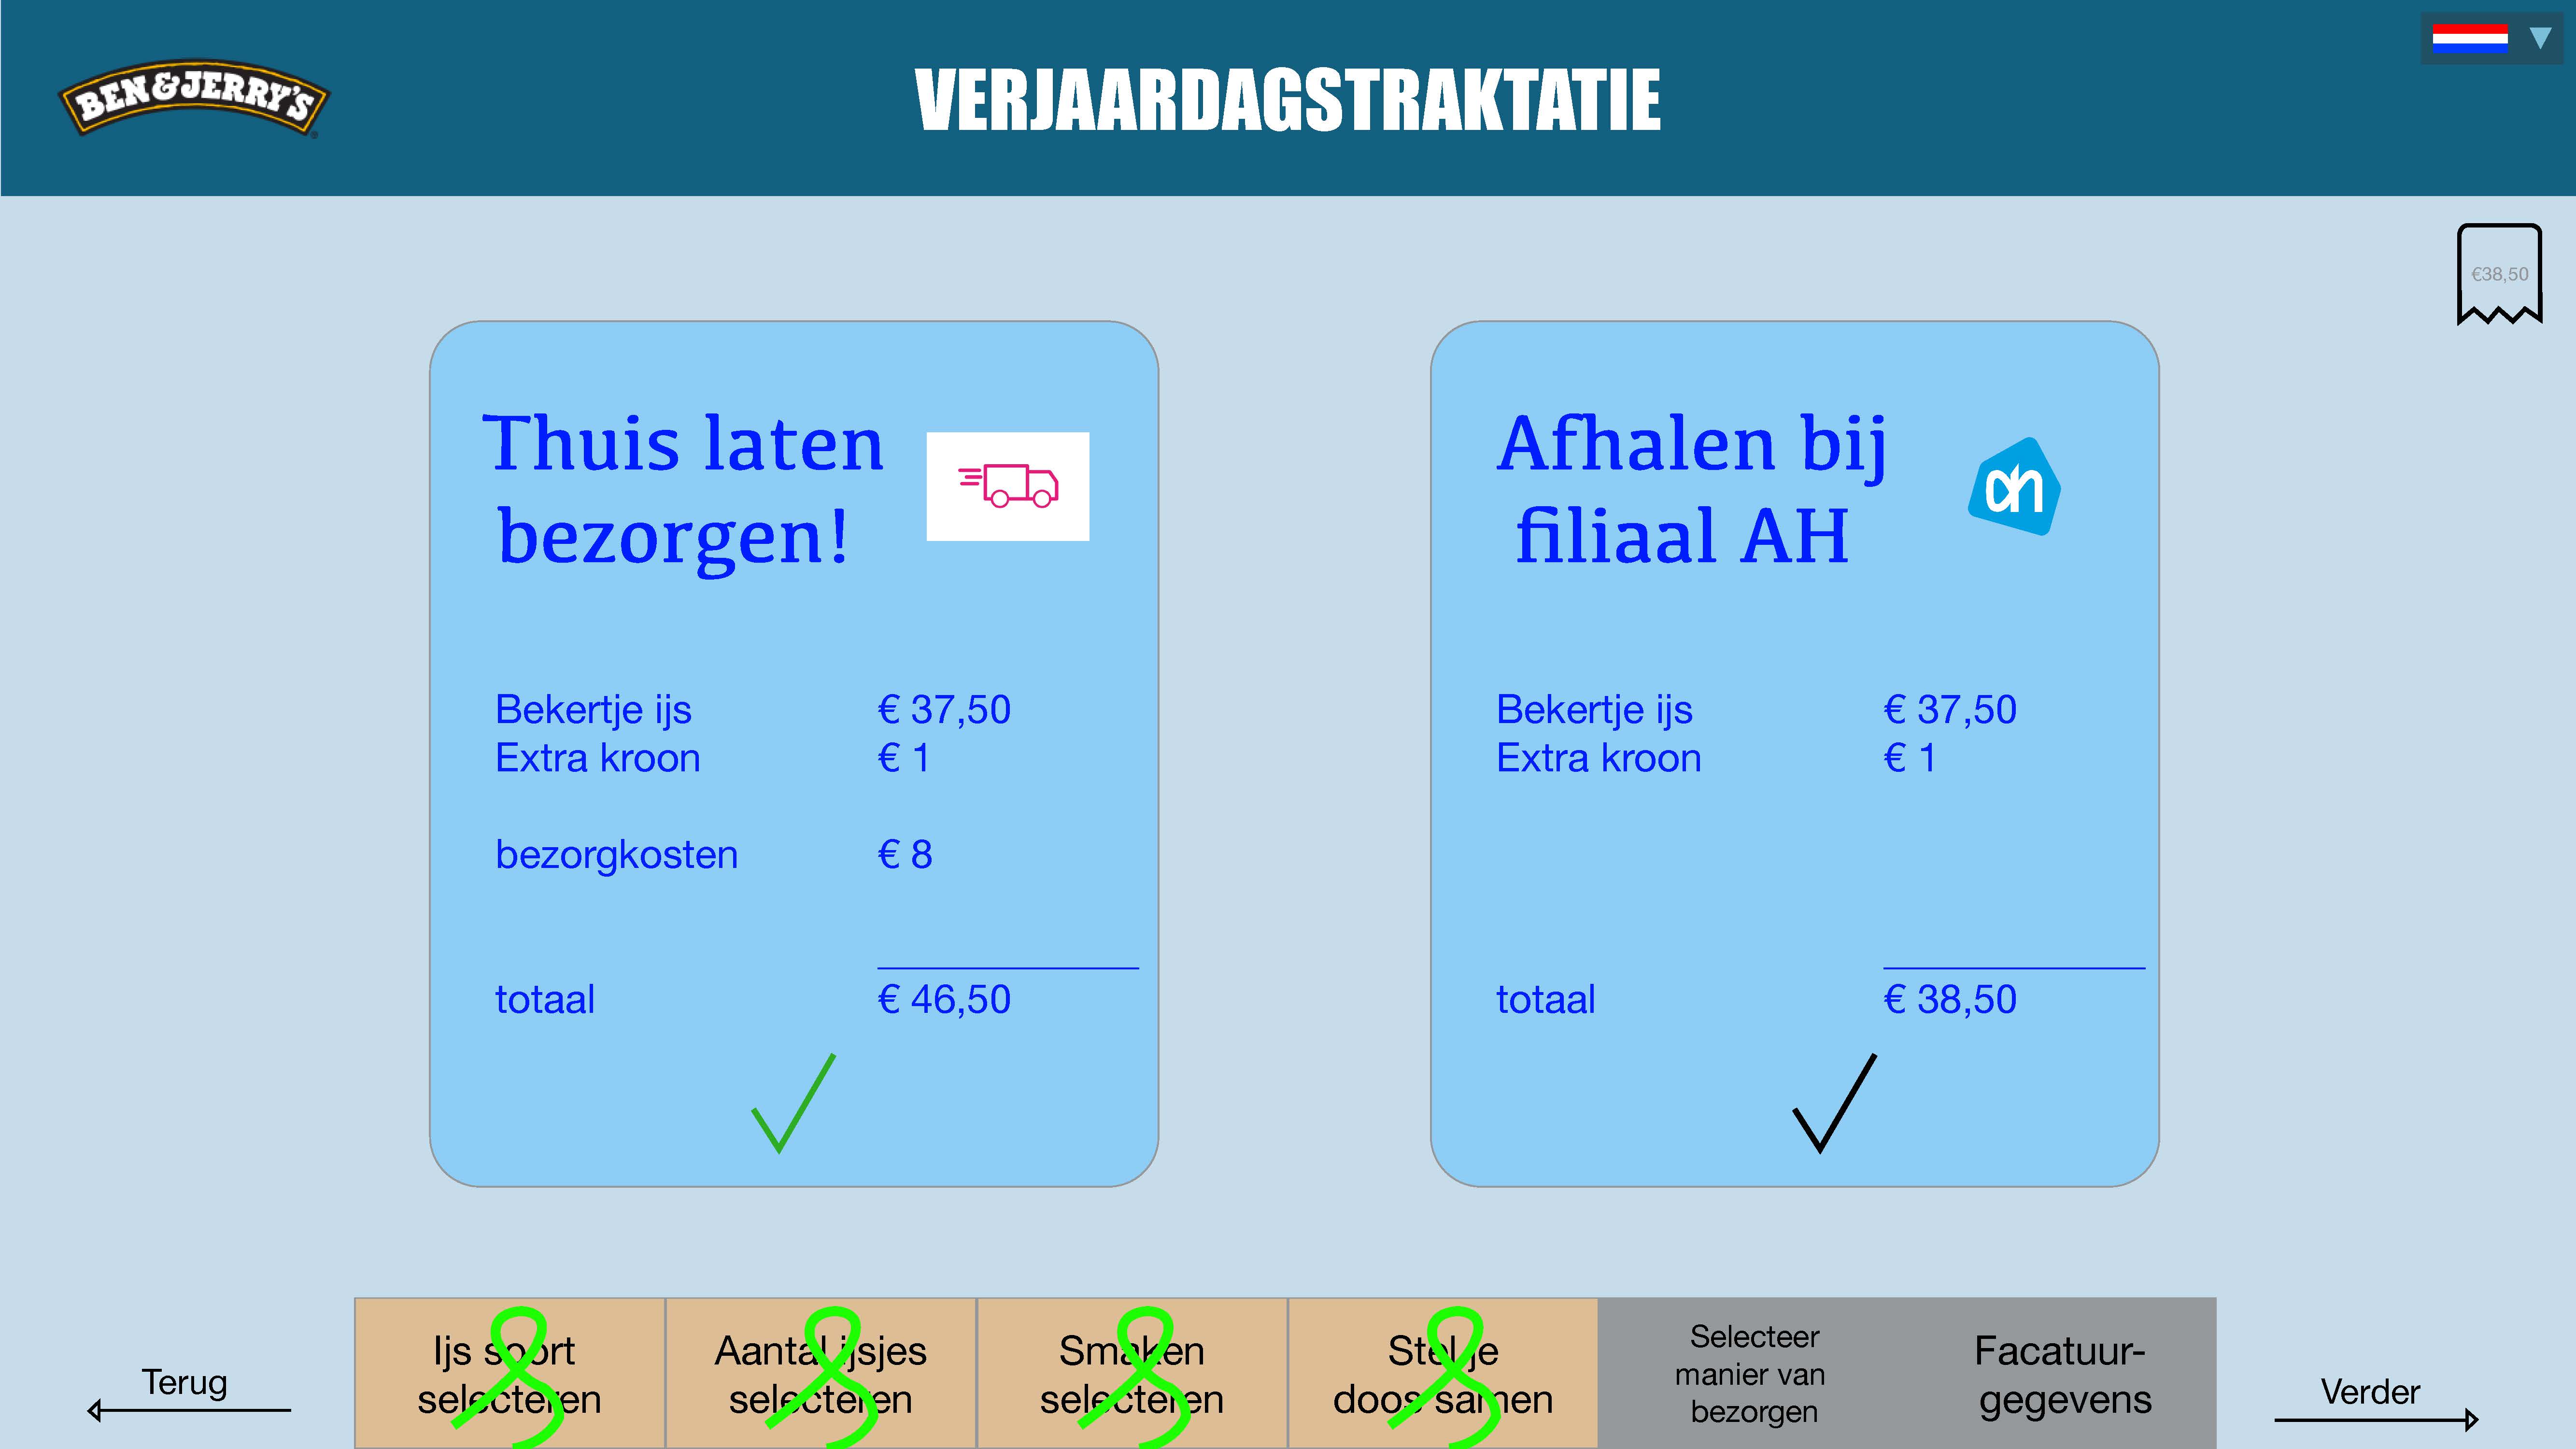 BEN & JERRY'S
VERJAARDAGSTRAKTATIE
€38,50
Thuis laten
bezorgen!
Bekertje ijs € 37,50
Extra kroon € 1
bezorgkosten € 8
totaal € 46,50
Afhalen bij
filiaal AH
ah
Bekertje ijs € 37,50
Extra kroon € 1
totaal € 38,50
Terug
Ijs soort
selecteren
Aantal ijsjes
selecteren
Smaken
selecteren
Stel je
doos samen
Selecteer
manier van
bezorgen
Facatuur-
gegevens
Verder